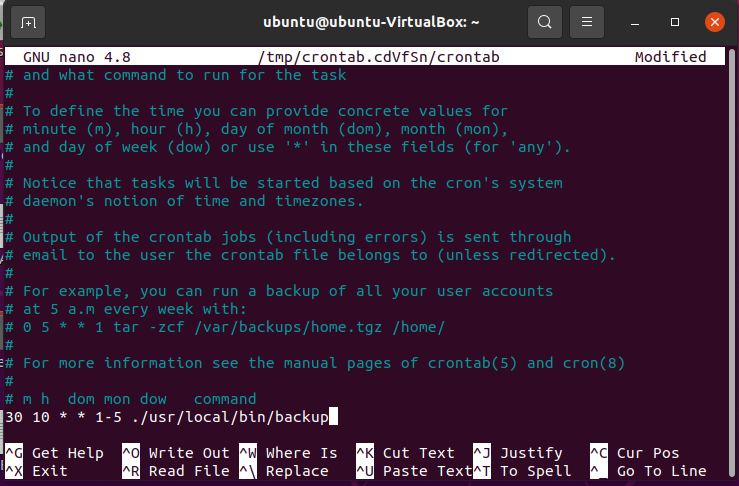 ubuntu@ubuntu-VirtualBox: ~
GNU nano 4.8 /tmp/crontab.cdVfSn/crontab Modified
# and what command to run for the task
#
# To define the time you can provide concrete values for
# minute (m), hour (h), day of month (dom), month (mon),
# and day of week (dow) or use '*' in these fields (for 'any').
#
# Notice that tasks will be started based on the cron's system
# daemon's notion of time and timezones.
#
# Output of the crontab jobs (including errors) is sent through
# email to the user the crontab file belongs to (unless redirected).
#
# For example, you can run a backup of all your user accounts
# at 5 a.m every week with:
# 0 5 * * 1 tar -zcf /var/backups/home.tgz /home/
#
# For more information see the manual pages of crontab(5) and cron(8)
#
# m h  dom mon dow   command
30 10 * * 1-5 ./usr/local/bin/backup
^G Get Help ^O Write Out ^W Where Is ^K Cut Text ^J Justify ^C Cur Pos
^X Exit ^R Read File ^\ Replace ^U Paste Text ^T To Spell ^_ Go To Line